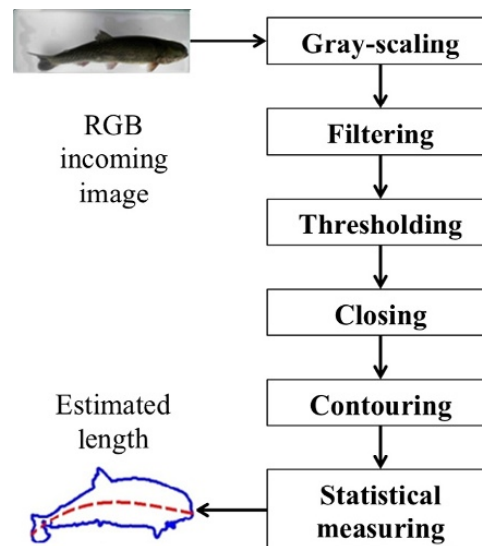 Gray-scaling
RGB
incoming
image
Filtering
Thresholding
Closing
Contouring
Estimated
length
Statistical
measuring